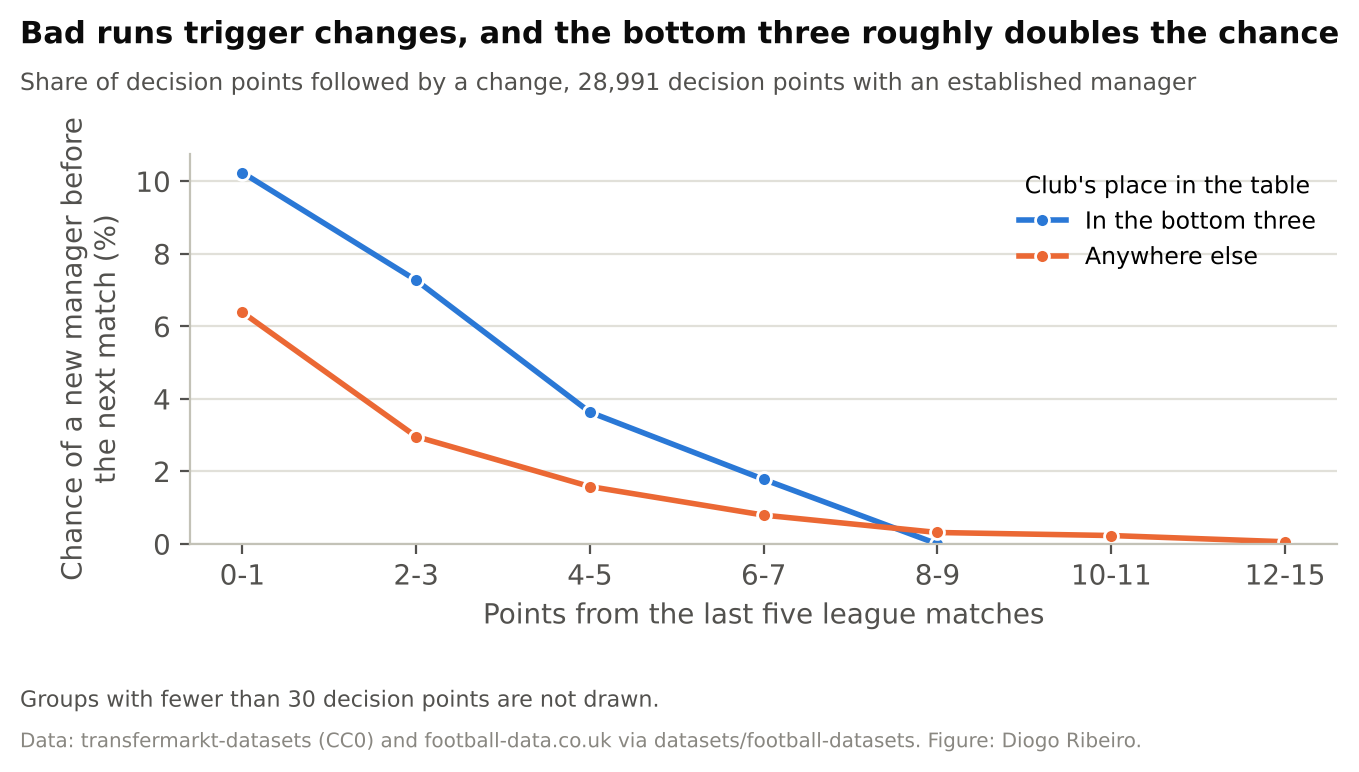 Bad runs trigger changes, and the bottom three roughly doubles the chance
Share of decision points followed by a change, 28,991 decision points with an established manager
Chance of a new manager before
the next match (%)
10
8
6
4
2
0
Club's place in the table
In the bottom three
Anywhere else
0-1
2-3
4-5
6-7
8-9
10-11
12-15
Points from the last five league matches
Groups with fewer than 30 decision points are not drawn.
Data: transfermarkt-datasets (CC0) and football-data.co.uk via datasets/football-datasets. Figure: Diogo Ribeiro.